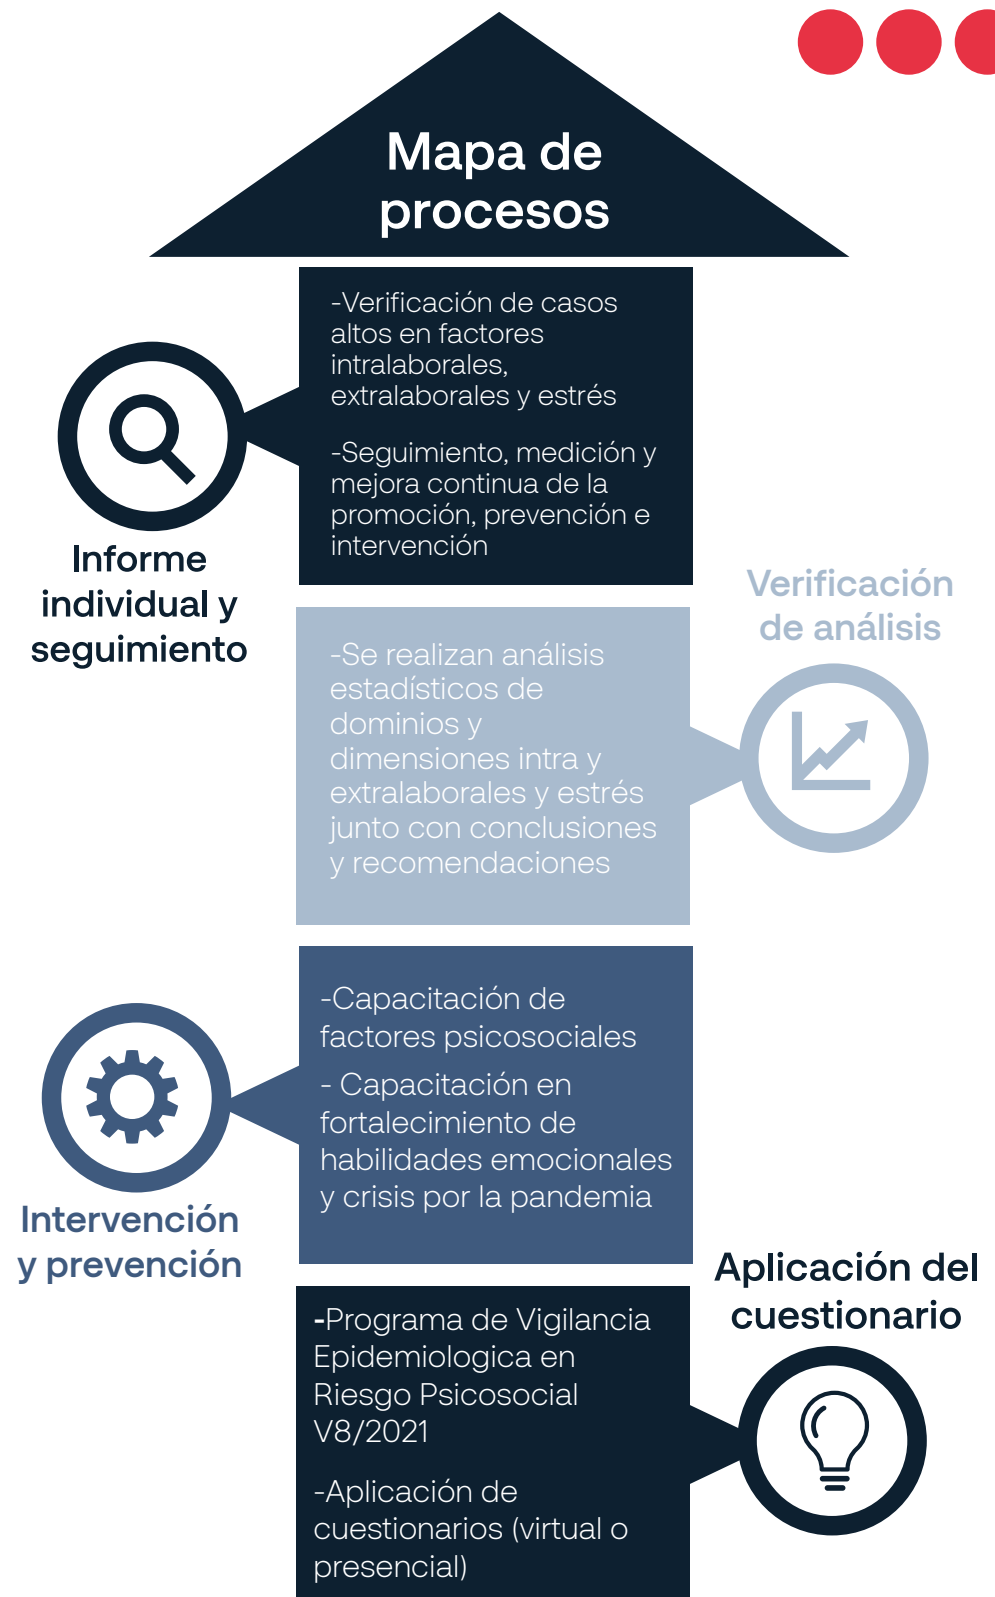 Mapa de
procesos
-Verificación de casos
altos en factores
intralaborales,
extralaborales y estrés
-Seguimiento, medición y
mejora continua de la
promoción, prevención e
intervención
Informe
individual y
seguimiento
Verificación
de análisis
-Se realizan análisis
estadísticos de
dominios y
dimensiones intra y
extralaborales y estrés
junto con conclusiones
y recomendaciones
-Capacitación de
factores psicosociales
- Capacitación en
fortalecimiento de
habilidades emocionales
y crisis por la pandemia
Intervención
y prevención
Aplicación del
cuestionario
-Programa de Vigilancia
Epidemiologica en
Riesgo Psicosocial
V8/2021
-Aplicación de
cuestionarios (virtual o
presencial)